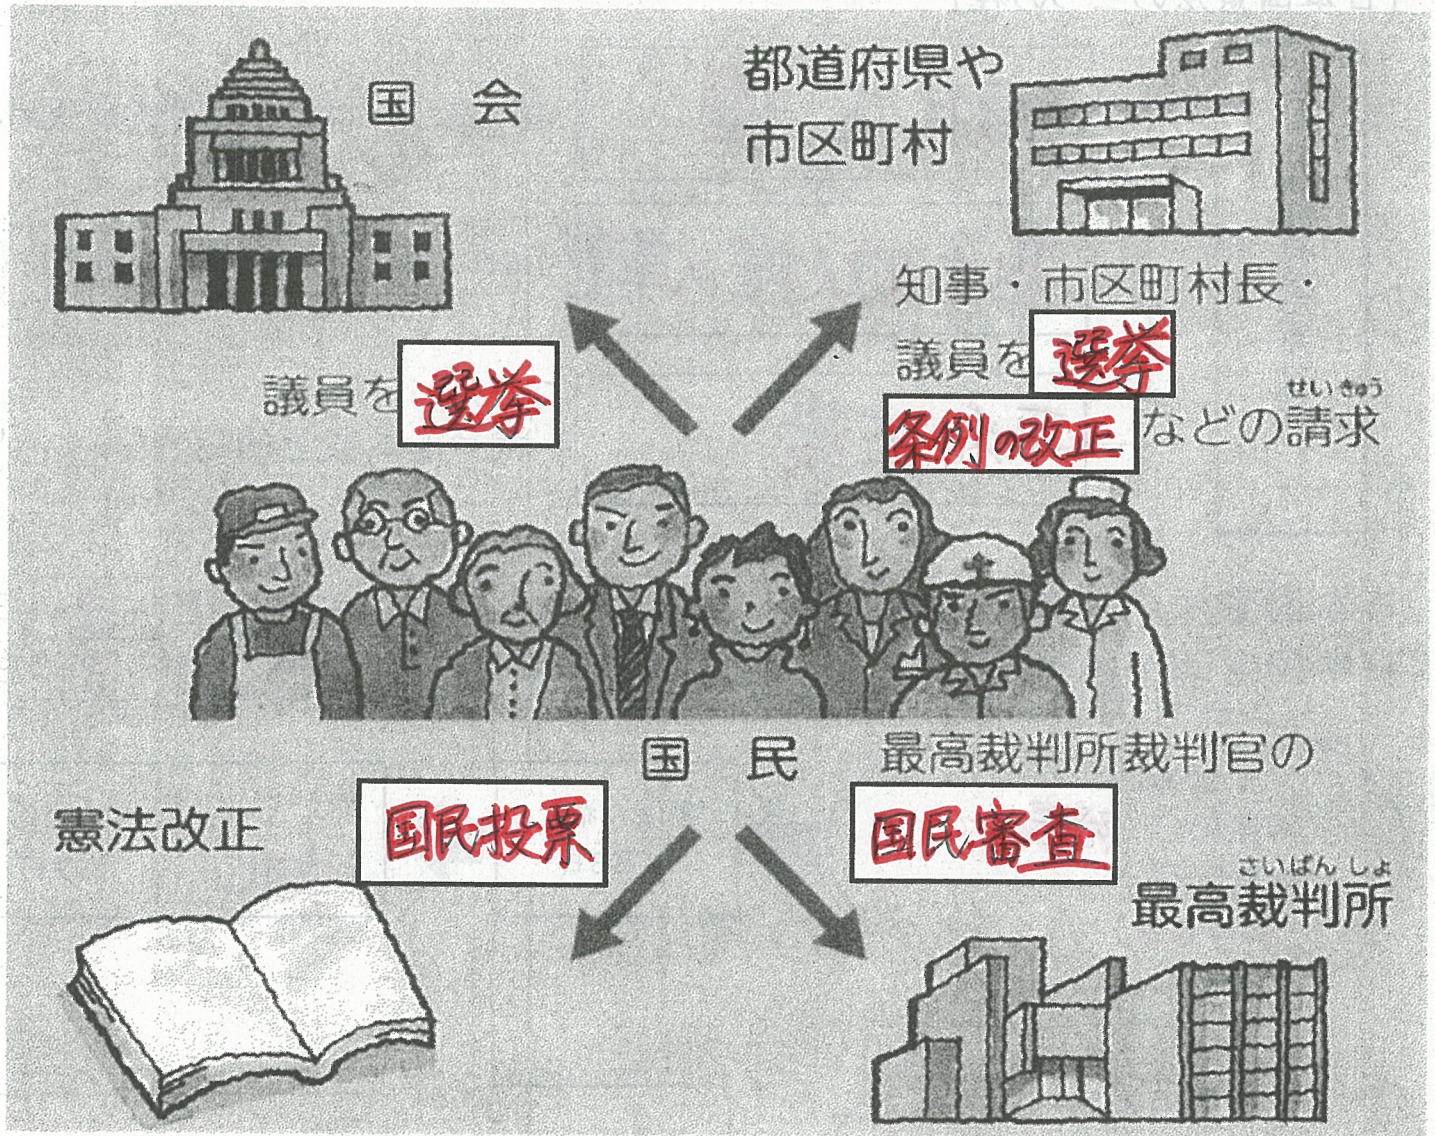 国 会
都道府県や
市区町村
知事・市区町村長・
議員を選挙
議員を選挙
せいきゅう
条例の改正などの請求
国 民
最高裁判所裁判官の
憲法改正
国民投票
国民審査
さいばんしょ
最高裁判所